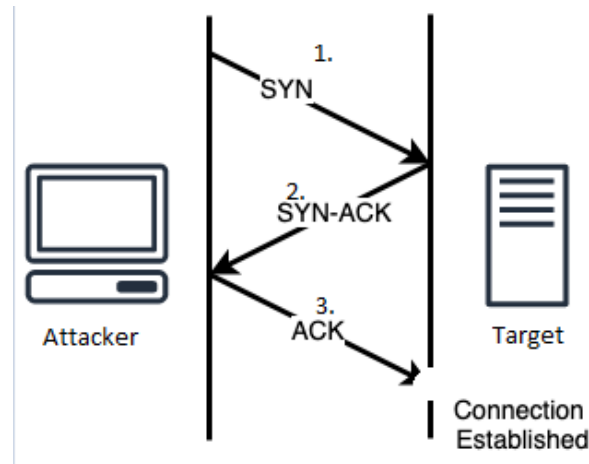 1.
SYN
2.
SYN-ACK
3.
ACK
Attacker
Target
Connection
Established